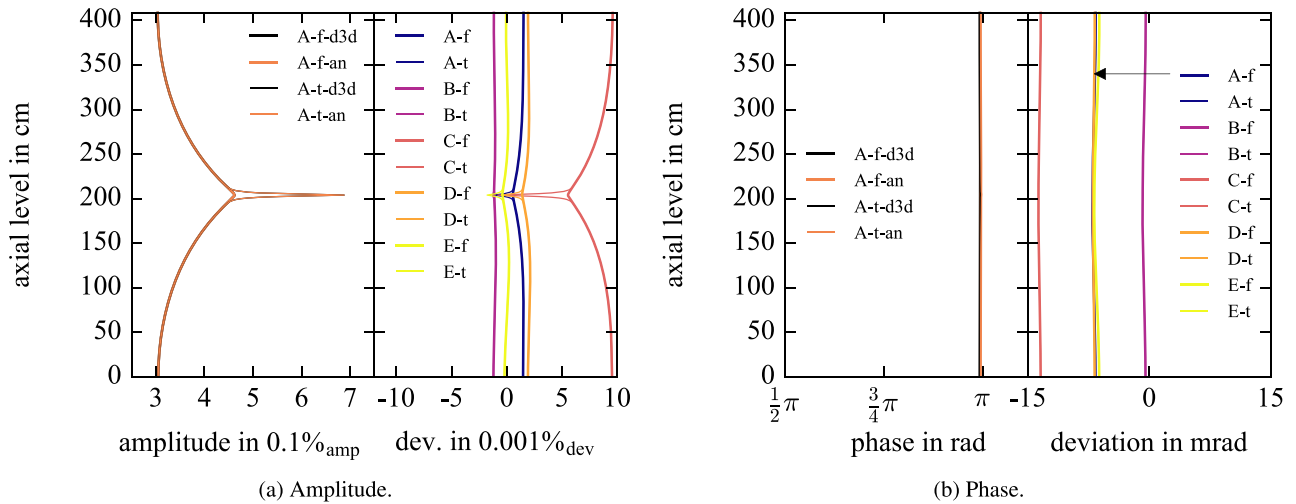 axial level in cm
400
350
300
250
200
150
100
50
0
3 4 5 6 7
amplitude in 0.1%amp
A-f-d3d
A-f-an
A-t-d3d
A-t-an
-10 -5 0 5 10
dev. in 0.001%dev
A-f
A-t
B-f
B-t
C-f
C-t
D-f
D-t
E-f
E-t
(a) Amplitude.
axial level in cm
400
350
300
250
200
150
100
50
0
1/2 π 3/4 π π
phase in rad
A-f-d3d
A-f-an
A-t-d3d
A-t-an
-15 0 15
deviation in mrad
A-f
A-t
B-f
B-t
C-f
C-t
D-f
D-t
E-f
E-t
(b) Phase.